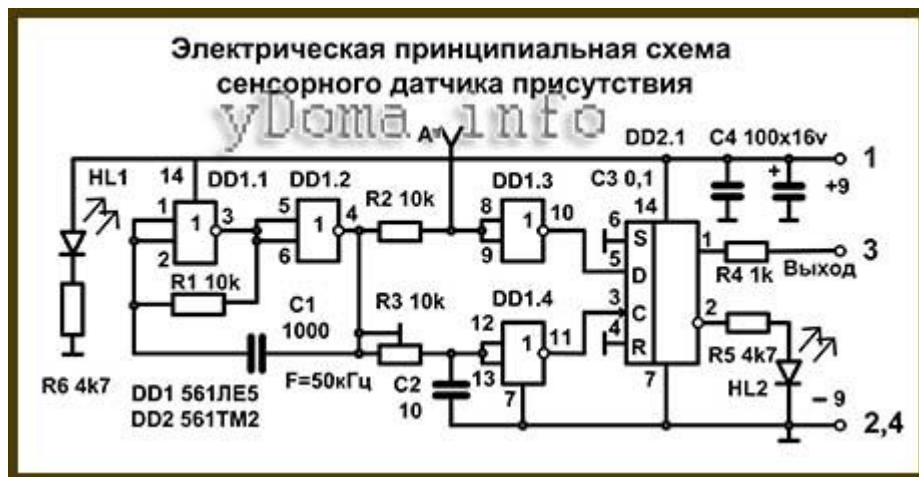 Электрическая принципиальная схема
сенсорного датчика присутствия
yDoma.info
A
DD2.1
C4 100x16v
1
HL1
14
DD1.1
DD1.2
R2 10k
DD1.3
C3 0,1
14
+
+9
1
1
3
5
1
4
8
1
10
6
S
1
3
2
6
9
5
D
R4 1k
Выход
R1 10k
C1
1000
R3 10k
DD1.4
3
C
2
12
1
11
4
R
R5 4k7
R6 4k7
DD1 561ЛЕ5
DD2 561ТМ2
F=50кГц
C2
10
13
7
7
HL2
– 9
2,4